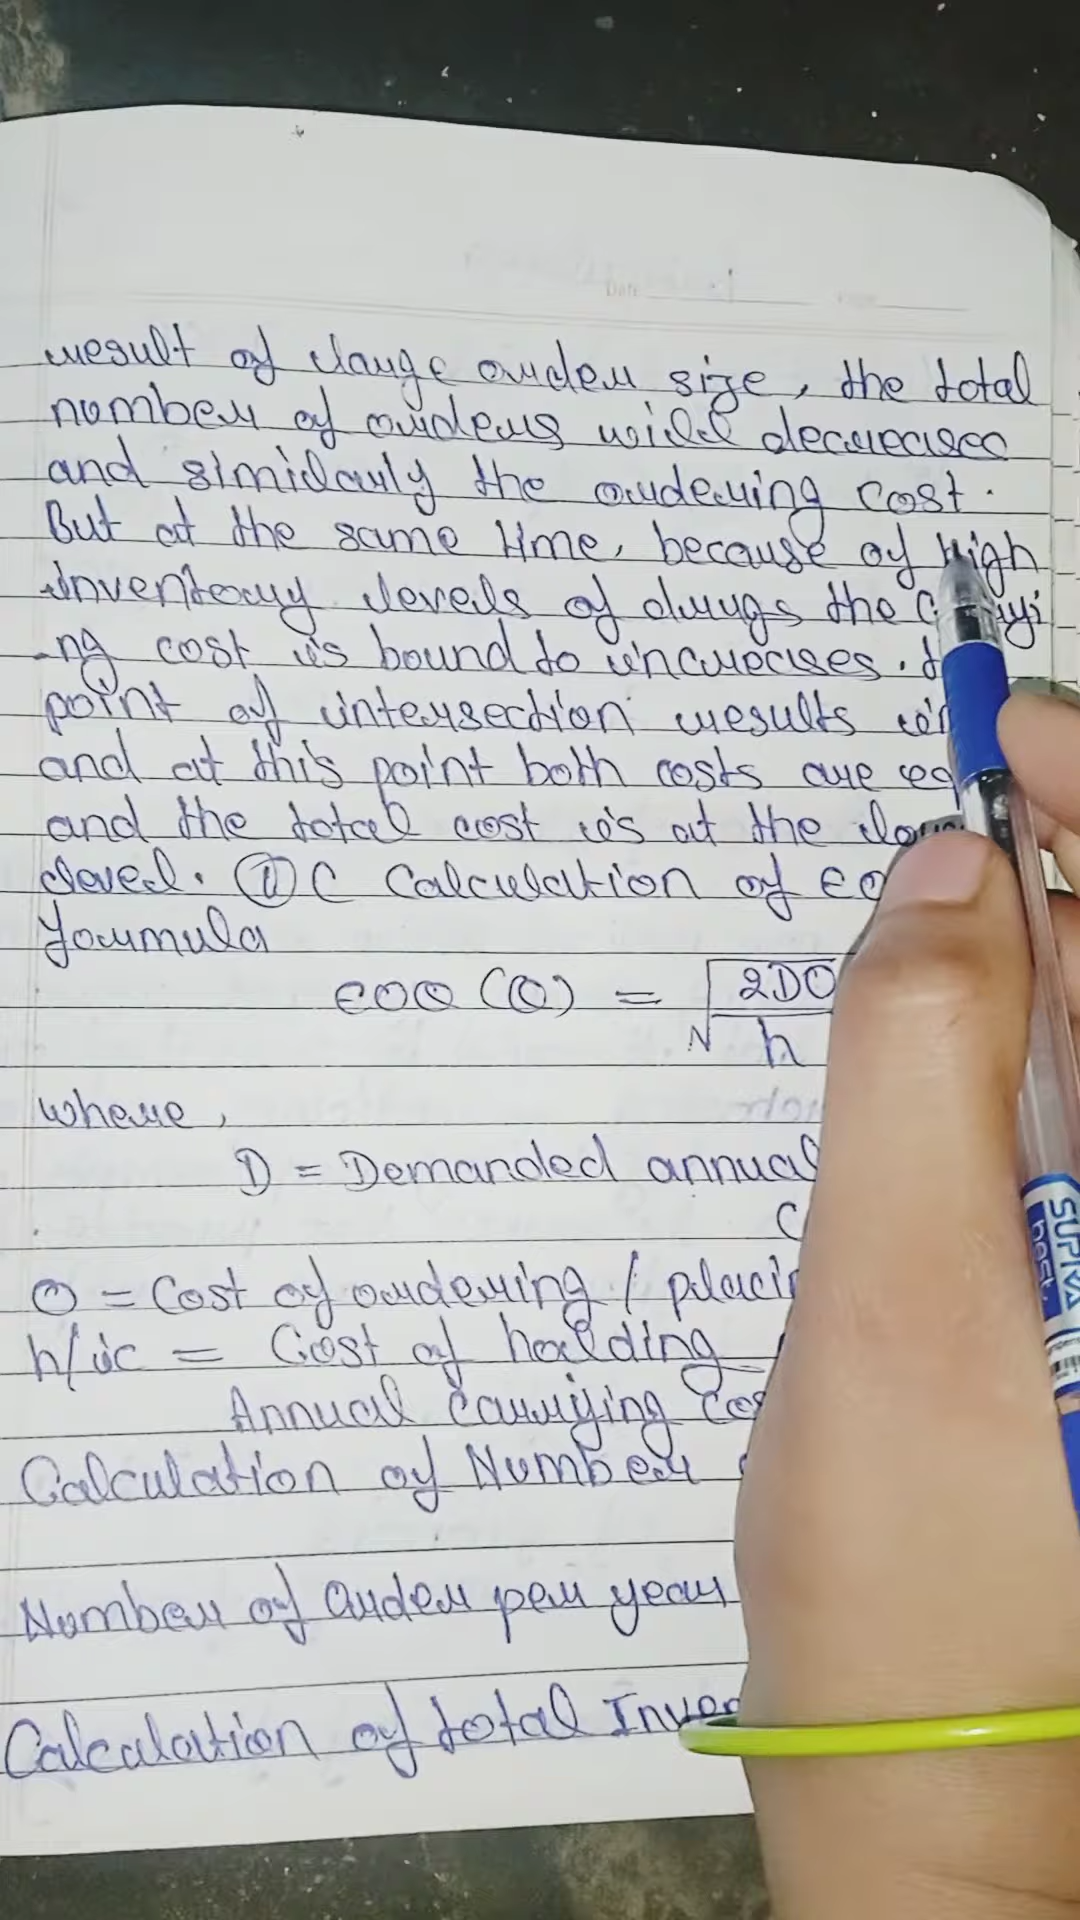 result of large order size, the total
number of orders will decreases
and similarly the ordering cost.
But at the same time, because of high
inventory levels of drugs the
-ng cost is bound to increases.
point of intersection results in
and at this point both costs are
and the total cost is at the
level. ① C Calculation of
formula
EOQ (Q) = √2DO
h
where,
D = Demanded annual
O = Cost of ordering /
h/ic = Cost of holding
Annual carrying
Calculation of Number
Number of order per year
Calculation of total
SUPMAX
best.